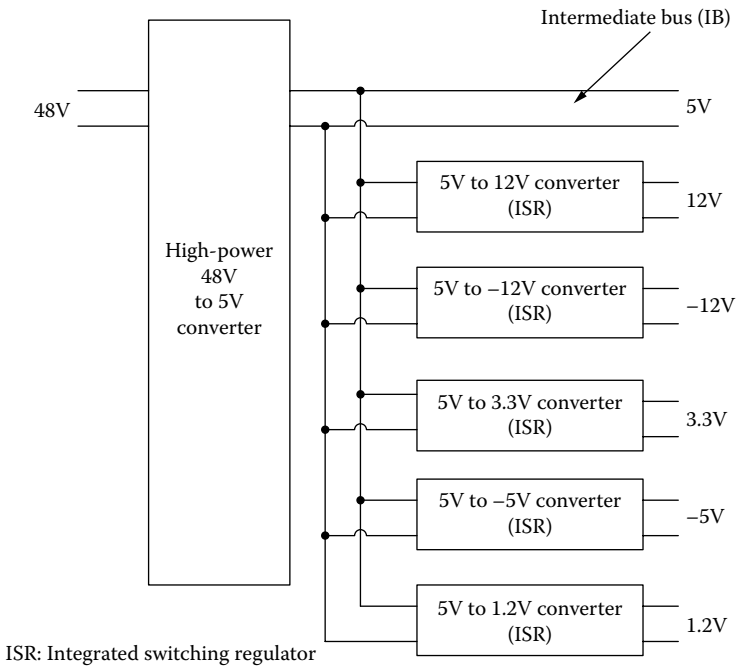 Intermediate bus (IB)
48V
5V
High-power
48V
to 5V
converter
5V to 12V converter
(ISR)
12V
5V to –12V converter
(ISR)
–12V
5V to 3.3V converter
(ISR)
3.3V
5V to –5V converter
(ISR)
–5V
5V to 1.2V converter
(ISR)
1.2V
ISR: Integrated switching regulator